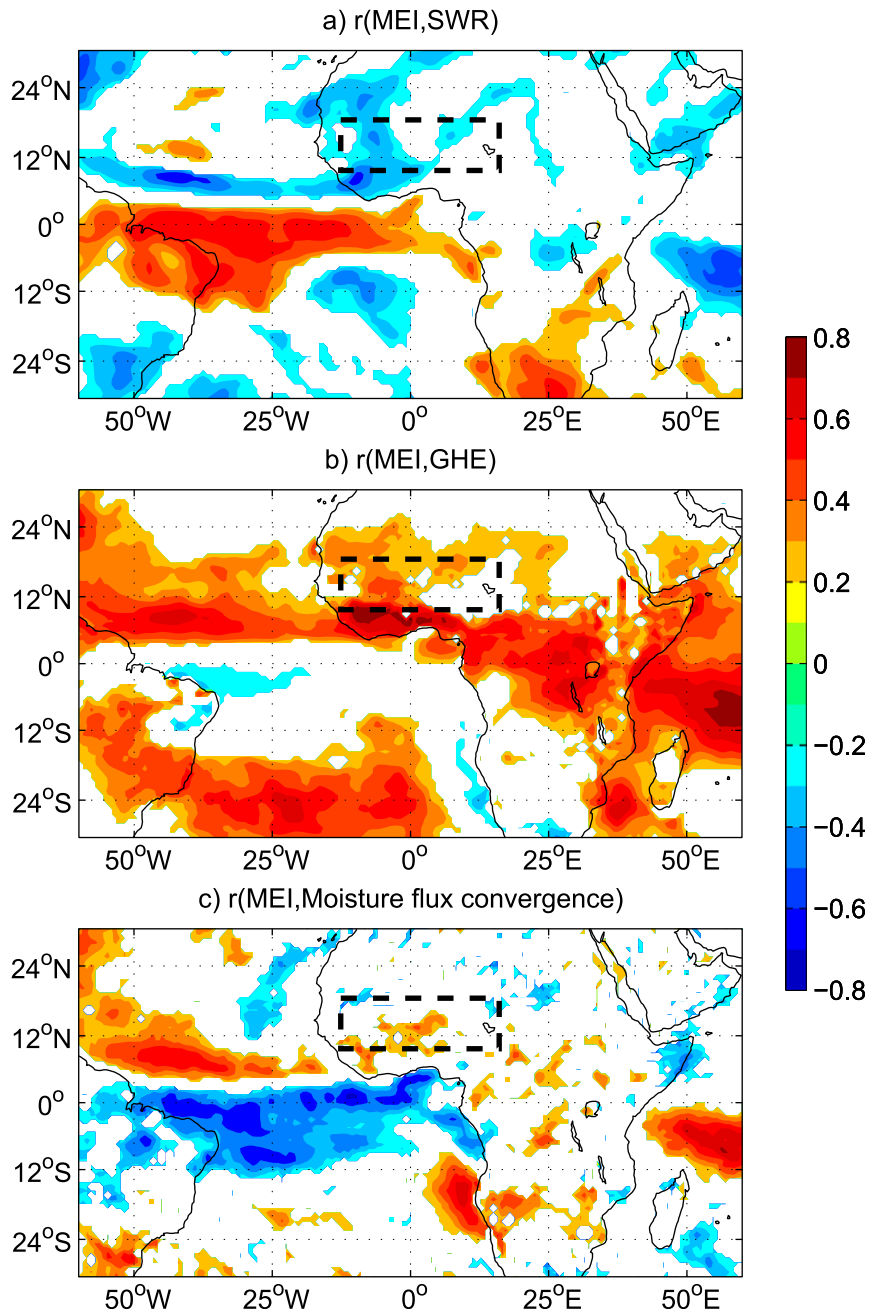 a) r(MEI,SWR)
24°N
12°N
0°
12°S
24°S
50°W 25°W 0° 25°E 50°E
b) r(MEI,GHE)
24°N
12°N
0°
12°S
24°S
50°W 25°W 0° 25°E 50°E
c) r(MEI,Moisture flux convergence)
24°N
12°N
0°
12°S
24°S
50°W 25°W 0° 25°E 50°E
0.8
0.6
0.4
0.2
0
−0.2
−0.4
−0.6
−0.8